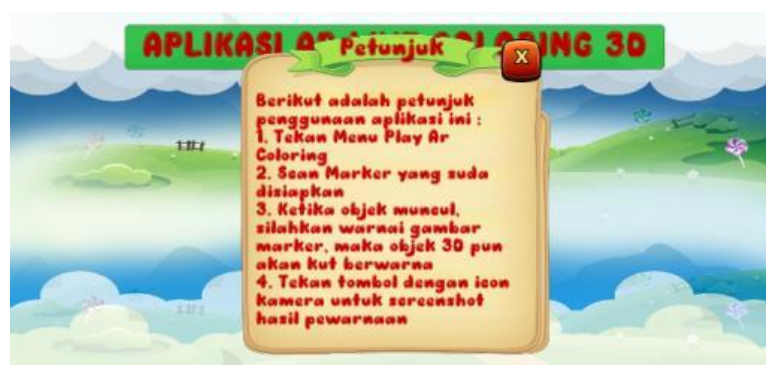 APLIKASI AR COLORING 3D
Petunjuk
X
Berikut adalah petunjuk
penggunaan aplikasi ini :
1. Tekan Menu Play Ar
Coloring
2. Scan Marker yang suda
disiapkan
3. Ketika objek muncul,
silahkan warnai gambar
marker, maka objek 3D pun
akan kut berwarna
4. Tekan tombol dengan icon
kamera untuk screenshot
hasil pewarnaan